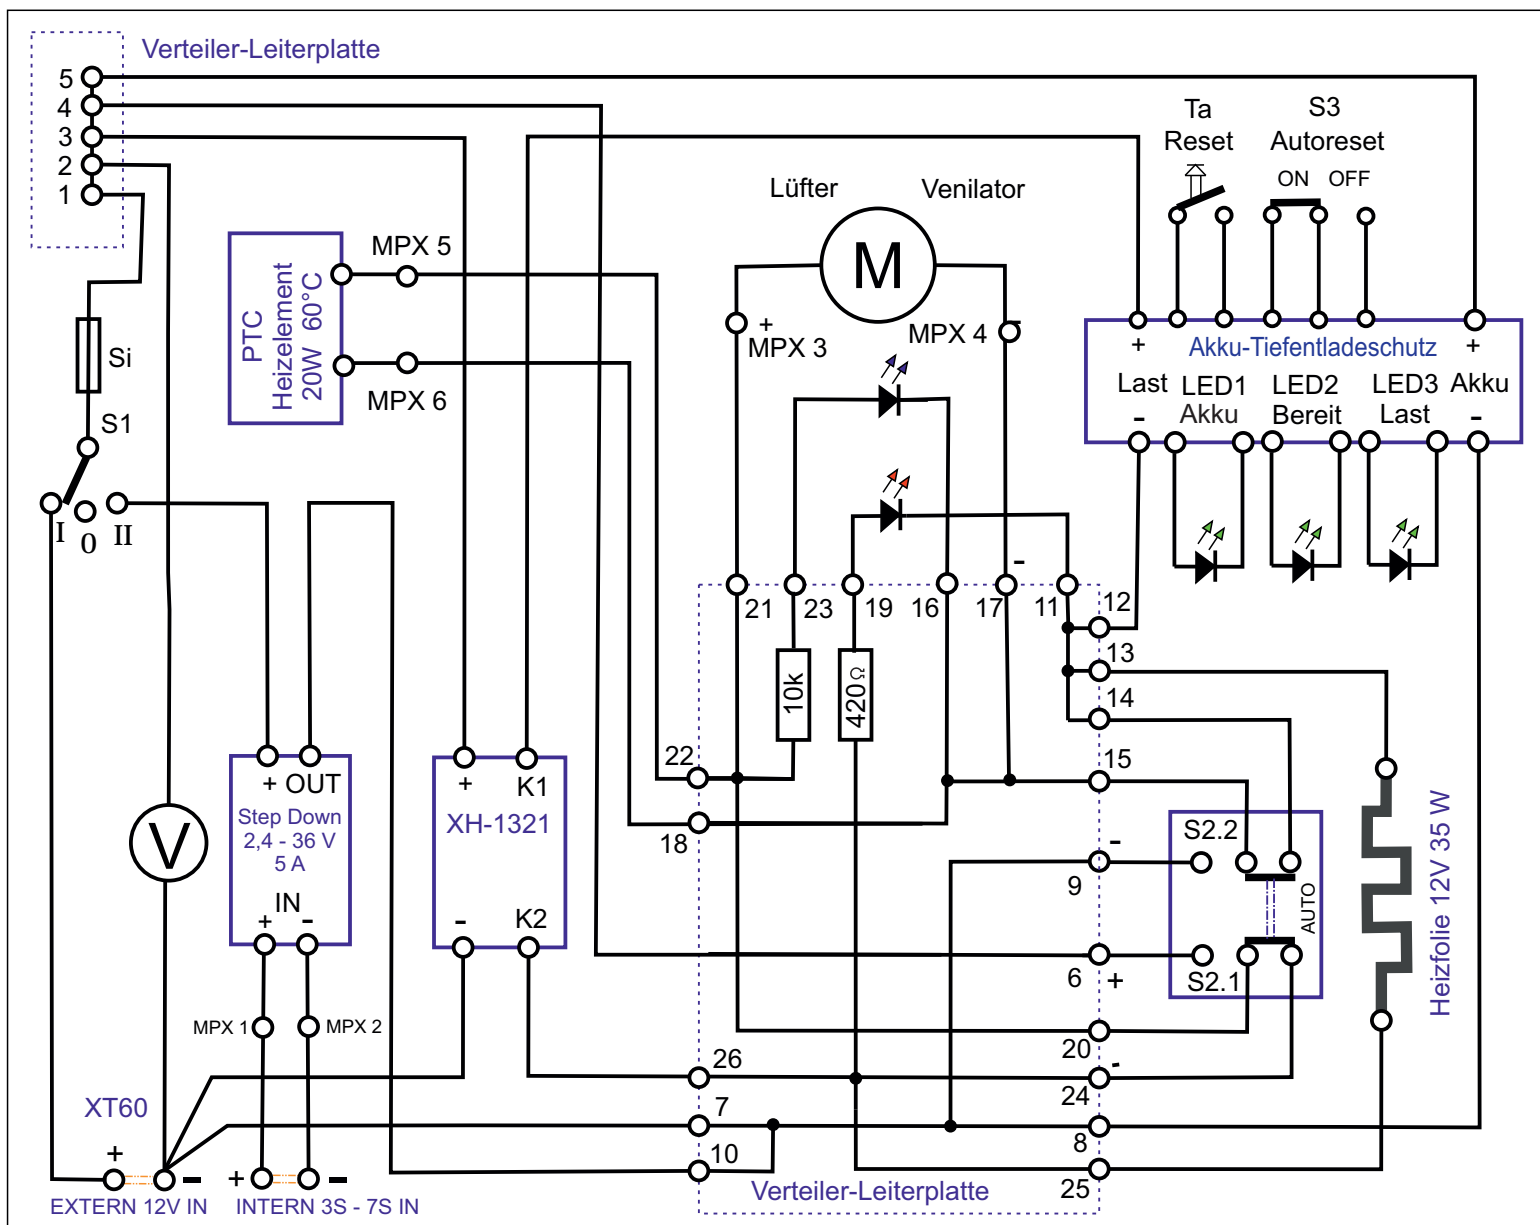 Verteiler-Leiterplatte
5
4
3
2
1
Ta
Reset
S3
Autoreset
ON OFF
Lüfter
Venilator
M
MPX 5
MPX 6
PTC
Heizelement
20W 60°C
+
MPX 3
-
MPX 4
Si
S1
I
0
II
+
Akku-Tiefentladeschutz
+
Last
LED1
Akku
LED2
Bereit
LED3
Last
Akku
-
-
21
23
19
16
17
-
11
12
13
14
15
10k
420Ω
22
18
+ OUT
Step Down
2,4 - 36 V
5 A
IN
+ -
+
K1
XH-1321
-
K2
V
-
9
6
+
S2.2
AUTO
S2.1
Heizfolie 12V 35 W
MPX 1
MPX 2
20
-
24
26
7
10
8
25
XT60
+
-
+
-
EXTERN 12V IN
INTERN 3S - 7S IN
Verteiler-Leiterplatte